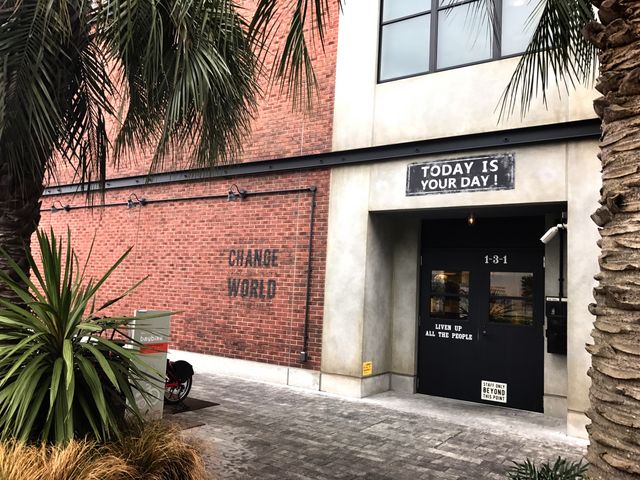 TODAY IS
YOUR DAY!
CHANGE
WORLD
1-3-1
LIVEN UP
ALL THE PEOPLE
STAFF ONLY
BEYOND
THIS POINT
baybike